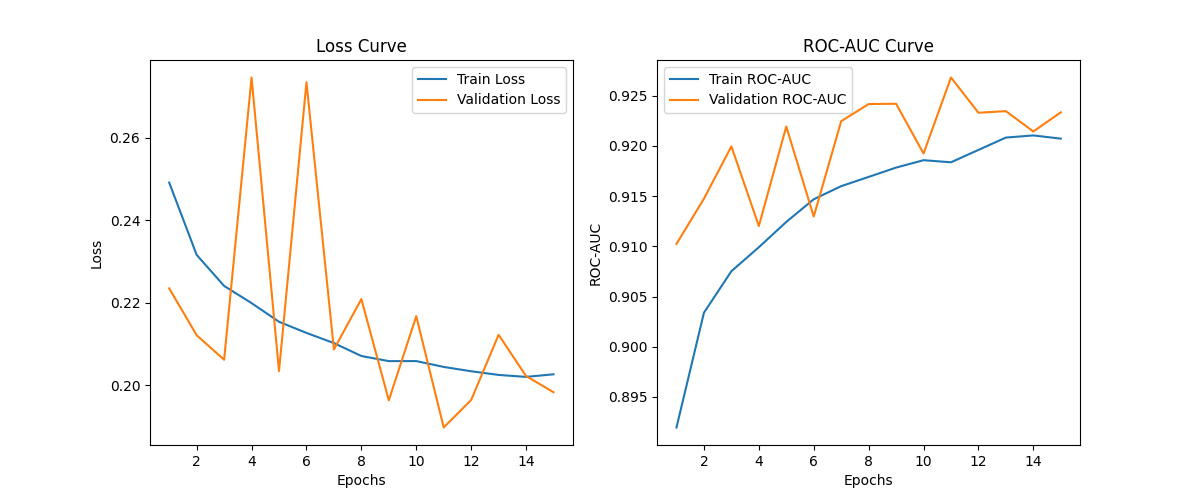 Loss Curve
Train Loss
Validation Loss
0.26
0.24
0.22
0.20
Loss
2 4 6 8 10 12 14
Epochs
ROC-AUC Curve
Train ROC-AUC
Validation ROC-AUC
0.925
0.920
0.915
0.910
0.905
0.900
0.895
ROC-AUC
2 4 6 8 10 12 14
Epochs